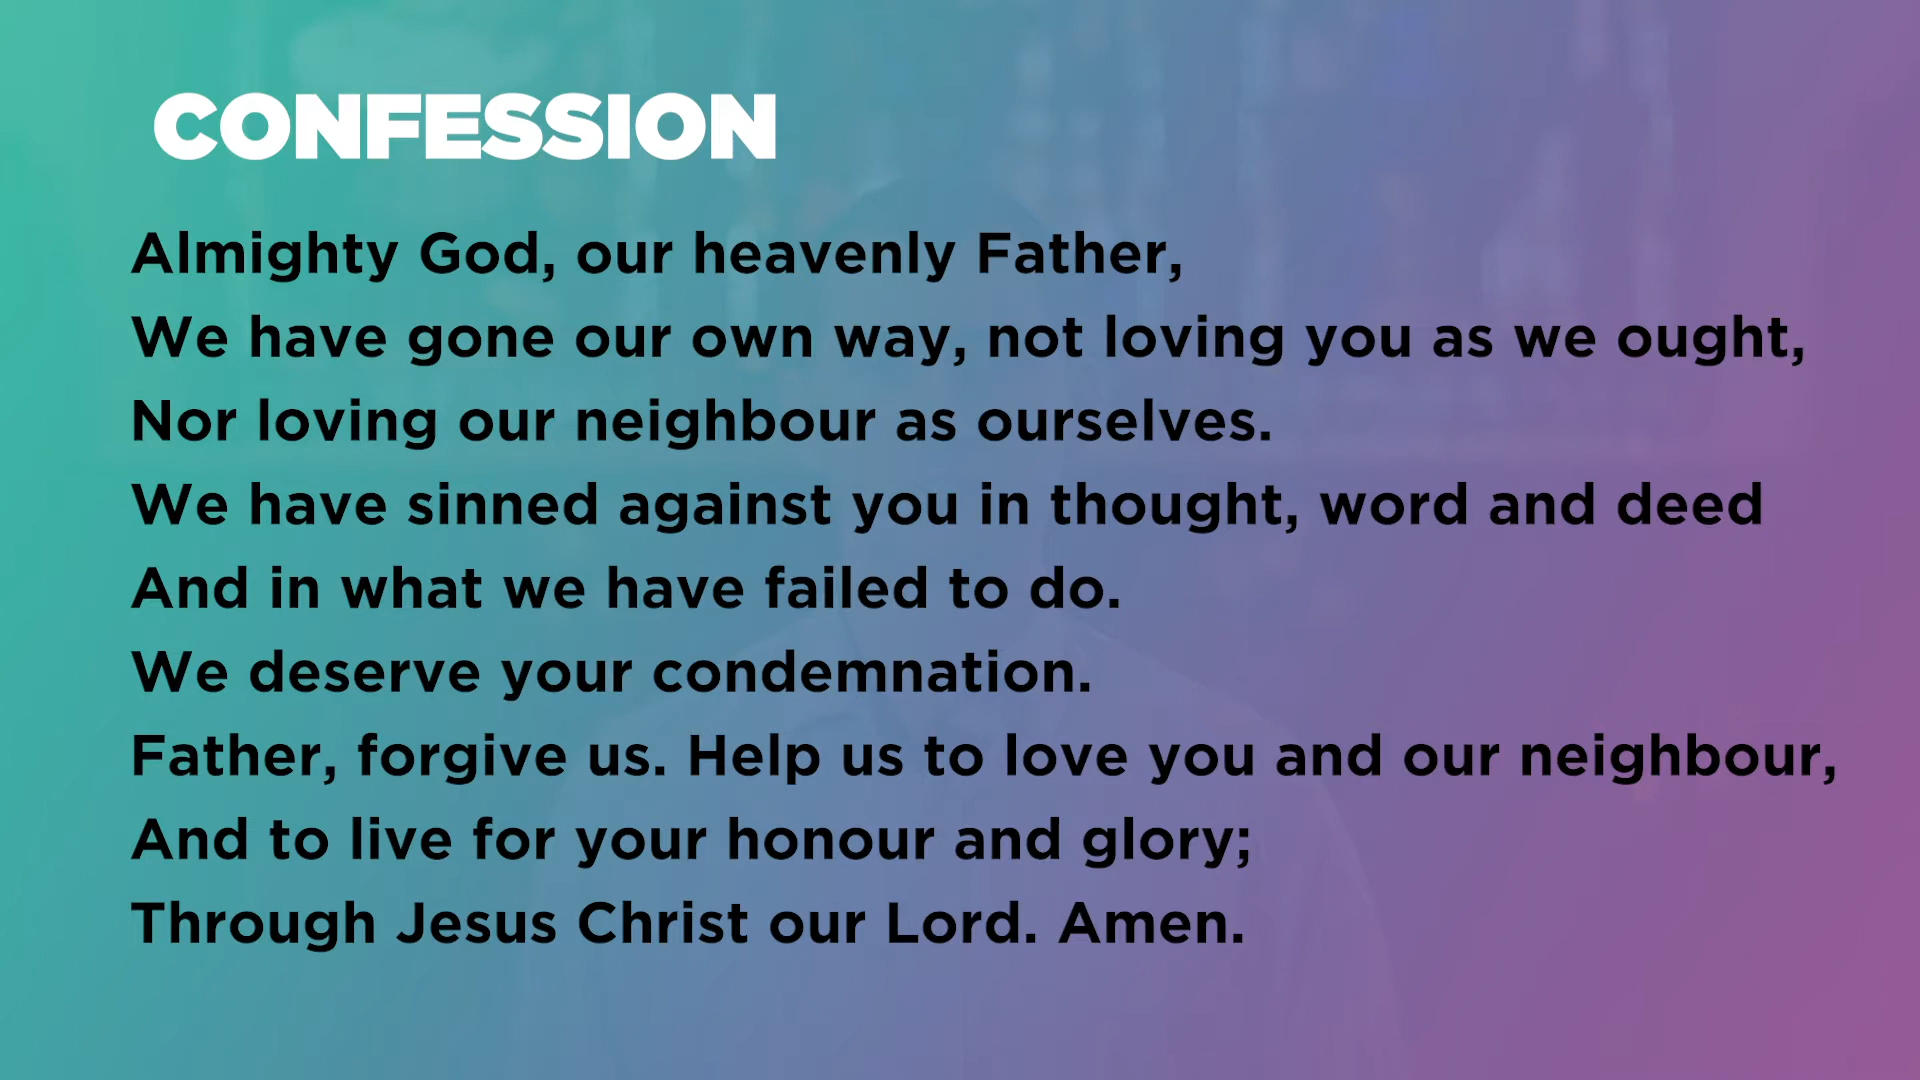 CONFESSION
Almighty God, our heavenly Father,
We have gone our own way, not loving you as we ought,
Nor loving our neighbour as ourselves.
We have sinned against you in thought, word and deed
And in what we have failed to do.
We deserve your condemnation.
Father, forgive us. Help us to love you and our neighbour,
And to live for your honour and glory;
Through Jesus Christ our Lord. Amen.